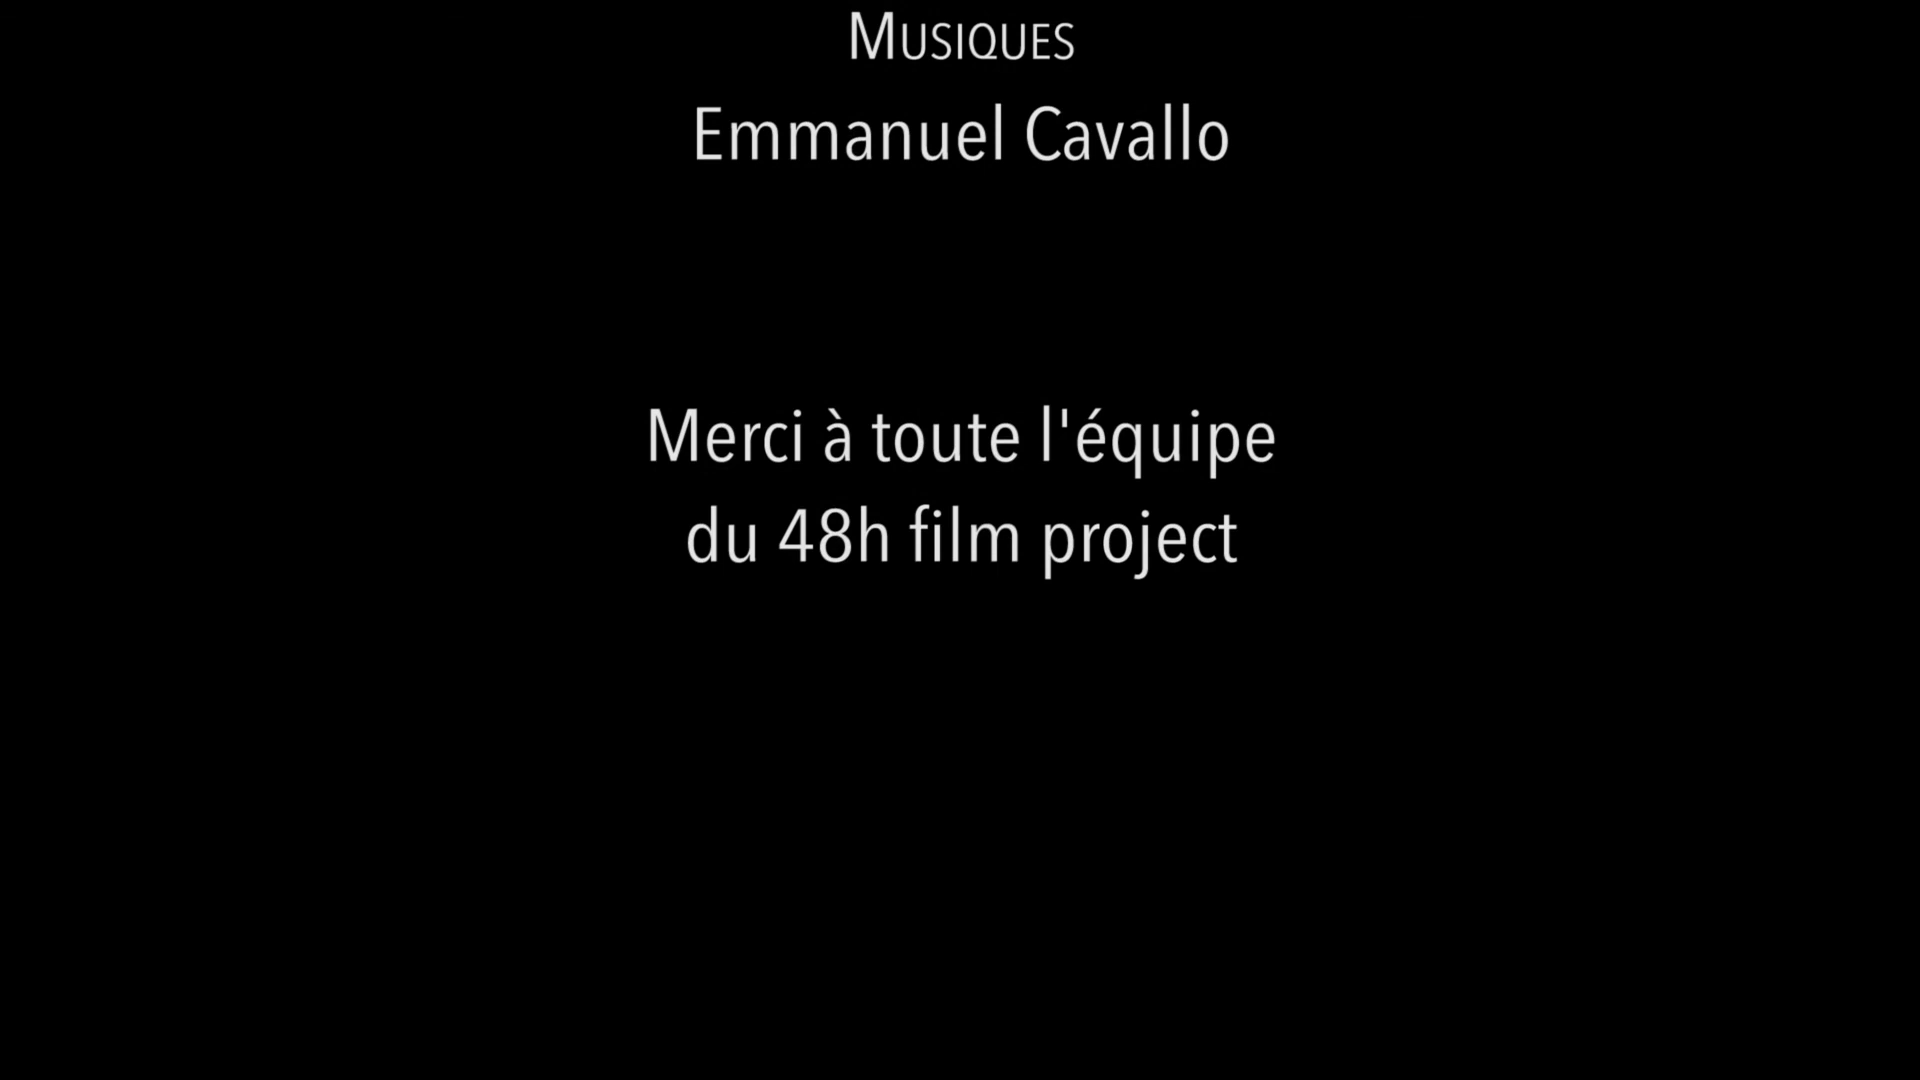 Musiques
Emmanuel Cavallo
Merci à toute l'équipe
du 48h film project